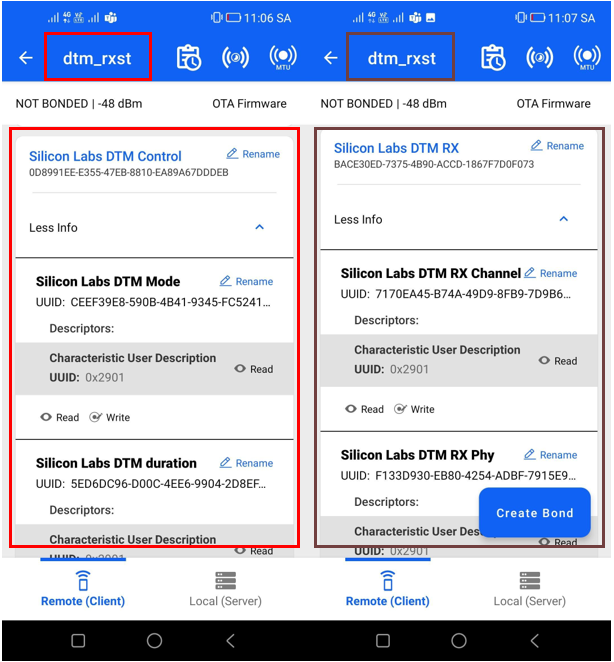 11:06 SA
dtm_rxst
MTU
NOT BONDED | -48 dBm
OTA Firmware
Silicon Labs DTM Control
Rename
0D8991EE-E355-47EB-8810-EA89A67DDDEB
Less Info
Silicon Labs DTM Mode
Rename
UUID: CEEF39E8-590B-4B41-9345-FC5241...
Descriptors:
Characteristic User Description
UUID: 0x2901
Read
Read
Write
Silicon Labs DTM duration
Rename
UUID: 5ED6DC96-D00C-4EE6-9904-2D8EF...
Descriptors:
Characteristic User Description
UUID: 0x2901
Read
Remote (Client)
Local (Server)
11:07 SA
dtm_rxst
MTU
NOT BONDED | -48 dBm
OTA Firmware
Silicon Labs DTM RX
Rename
BACE30ED-7375-4B90-ACCD-1867F7D0F073
Less Info
Silicon Labs DTM RX Channel
Rename
UUID: 7170EA45-B74A-49D9-8FB9-7D9B6...
Descriptors:
Characteristic User Description
UUID: 0x2901
Read
Read
Write
Silicon Labs DTM RX Phy
Rename
UUID: F133D930-EB80-4254-ADBF-7915E9...
Descriptors:
Characteristic User Des
UUID: 0x2901
Read
Create Bond
Remote (Client)
Local (Server)